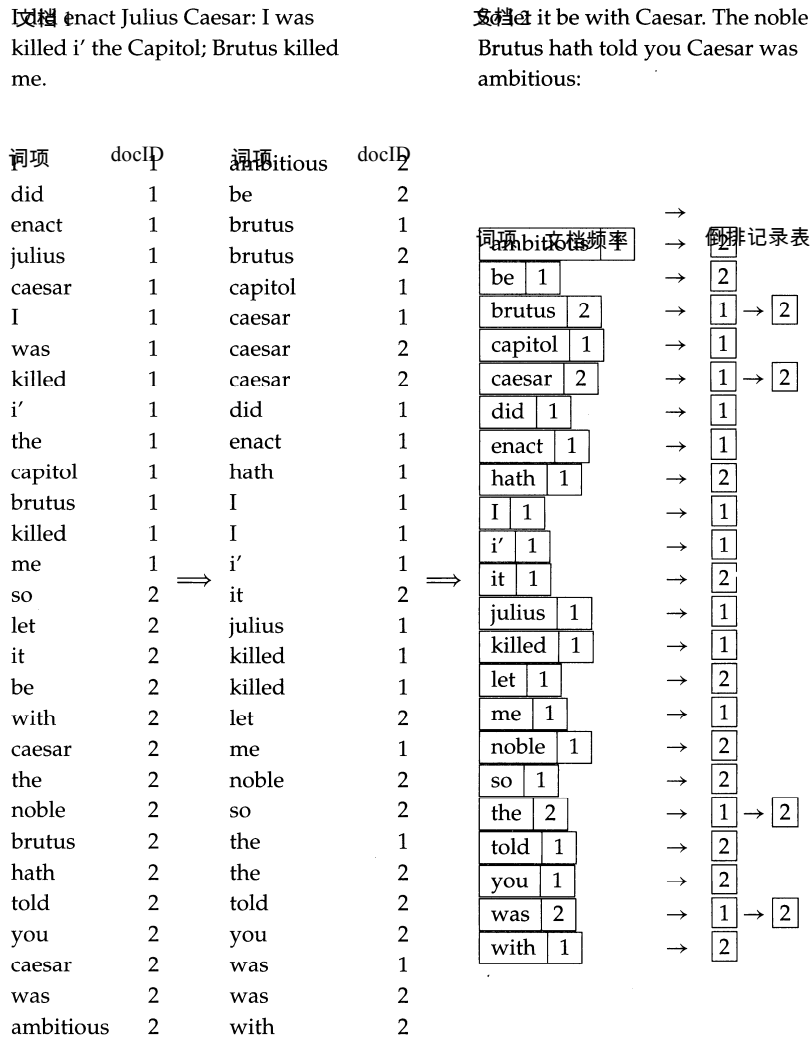 文档 1
I did enact Julius Caesar: I was
killed i′ the Capitol; Brutus killed
me.
文档 2
So let it be with Caesar. The noble
Brutus hath told you Caesar was
ambitious:
词项 docID
I 1
did 1
enact 1
julius 1
caesar 1
I 1
was 1
killed 1
i′ 1
the 1
capitol 1
brutus 1
killed 1
me 1
so 2
let 2
it 2
be 2
with 2
caesar 2
the 2
noble 2
brutus 2
hath 2
told 2
you 2
caesar 2
was 2
ambitious 2
⟹
词项 docID
ambitious 2
be 2
brutus 1
brutus 2
capitol 1
caesar 1
caesar 2
caesar 2
did 1
enact 1
hath 1
I 1
I 1
i′ 1
it 2
julius 1
killed 1
killed 1
let 2
me 1
noble 2
so 2
the 1
the 2
told 2
you 2
was 1
was 2
with 2
⟹
词项 文档频率 → 倒排记录表
ambitious 1 → 2
be 1 → 2
brutus 2 → 1 → 2
capitol 1 → 1
caesar 2 → 1 → 2
did 1 → 1
enact 1 → 1
hath 1 → 2
I 1 → 1
i′ 1 → 1
it 1 → 2
julius 1 → 1
killed 1 → 1
let 1 → 2
me 1 → 1
noble 1 → 2
so 1 → 2
the 2 → 1 → 2
told 1 → 2
you 1 → 2
was 2 → 1 → 2
with 1 → 2